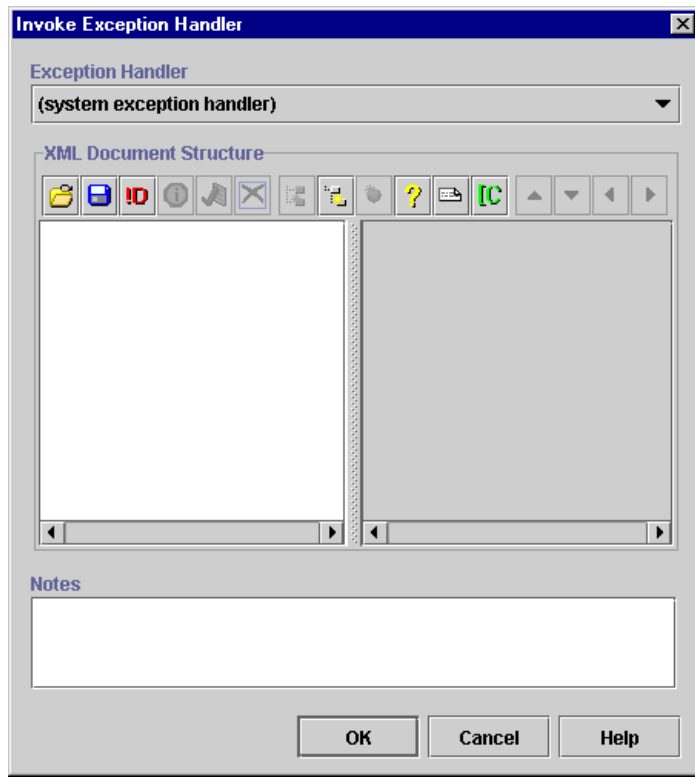 Invoke Exception Handler
Exception Handler
(system exception handler)
XML Document Structure
!D ? [C
Notes
OK Cancel Help